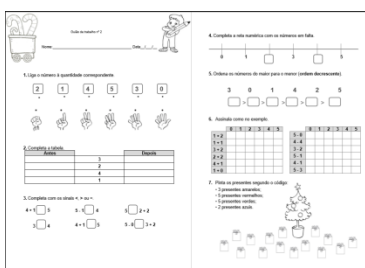 Guião de trabalho nº 2
Nome: Data: __/__/__
1. Liga o número à quantidade correspondente.
2 1 4 5 3 0
2. Completa a tabela.
Antes Depois
3
2
4
1
3. Completa com os sinais <, > ou =.
4 + 1 5 5 - 1 4 5 2 + 2
3 4 4 + 1 5 5 - 0 3 + 2
4. Completa a reta numérica com os números em falta.
0 1 3 5
5. Ordena os números do maior para o menor (ordem decrescente).
3 0 1 4 2 5
> > > > >
6. Assinala como no exemplo.
0 1 2 3 4 5
1 + 2
1 + 1
3 + 2
2 + 2
4 + 1
1 + 0
0 1 2 3 4 5
5 - 0
4 - 4
3 - 2
5 - 1
4 - 1
5 - 3
7. Pinta os presentes segundo o código:
• 3 presentes amarelos;
• 5 presentes vermelhos;
• 5 presentes verdes;
• 2 presentes azuis.